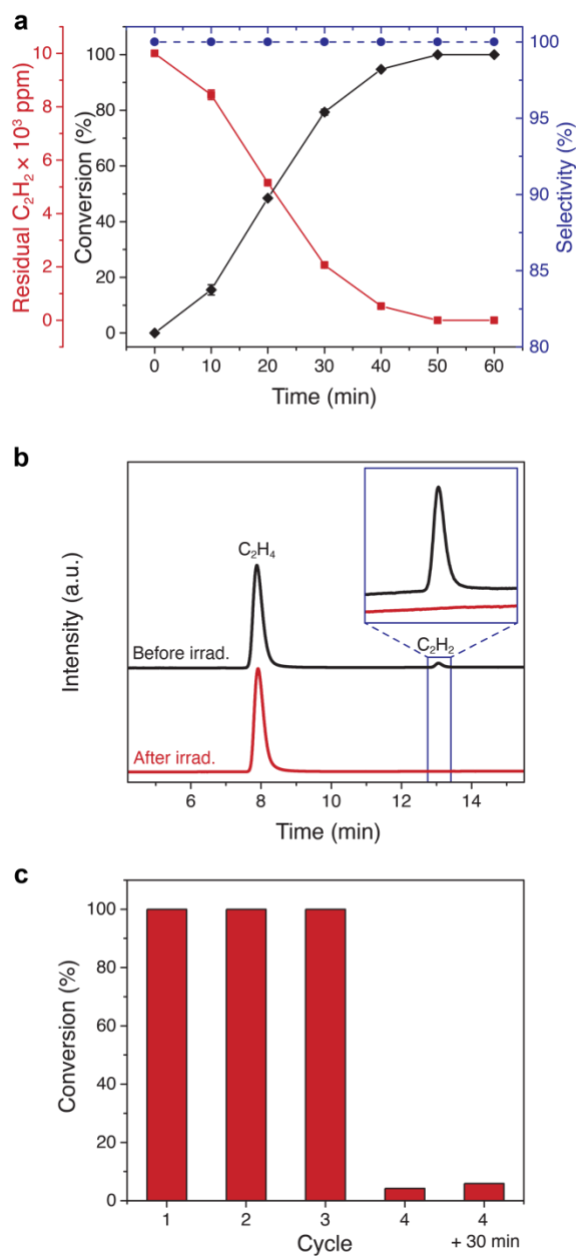 a
Residual C₂H₂ × 10³ ppm
10
8
6
4
2
0
Conversion (%)
100
80
60
40
20
0
Selectivity (%)
100
95
90
85
80
0 10 20 30 40 50 60
Time (min)
b
Intensity (a.u.)
C₂H₄
C₂H₂
Before irrad.
After irrad.
6 8 10 12 14
Time (min)
c
Conversion (%)
100
80
60
40
20
0
1 2 3 4 4
+ 30 min
Cycle